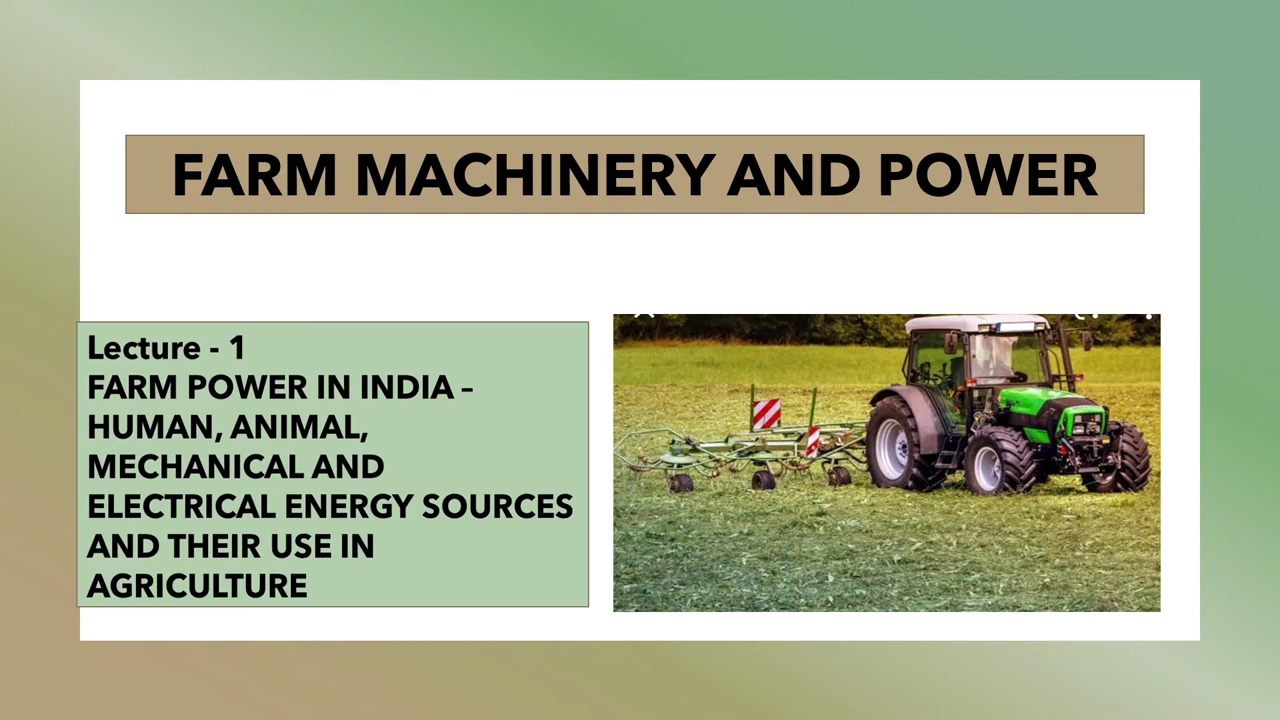 FARM MACHINERY AND POWER
Lecture - 1
FARM POWER IN INDIA –
HUMAN, ANIMAL,
MECHANICAL AND
ELECTRICAL ENERGY SOURCES
AND THEIR USE IN
AGRICULTURE